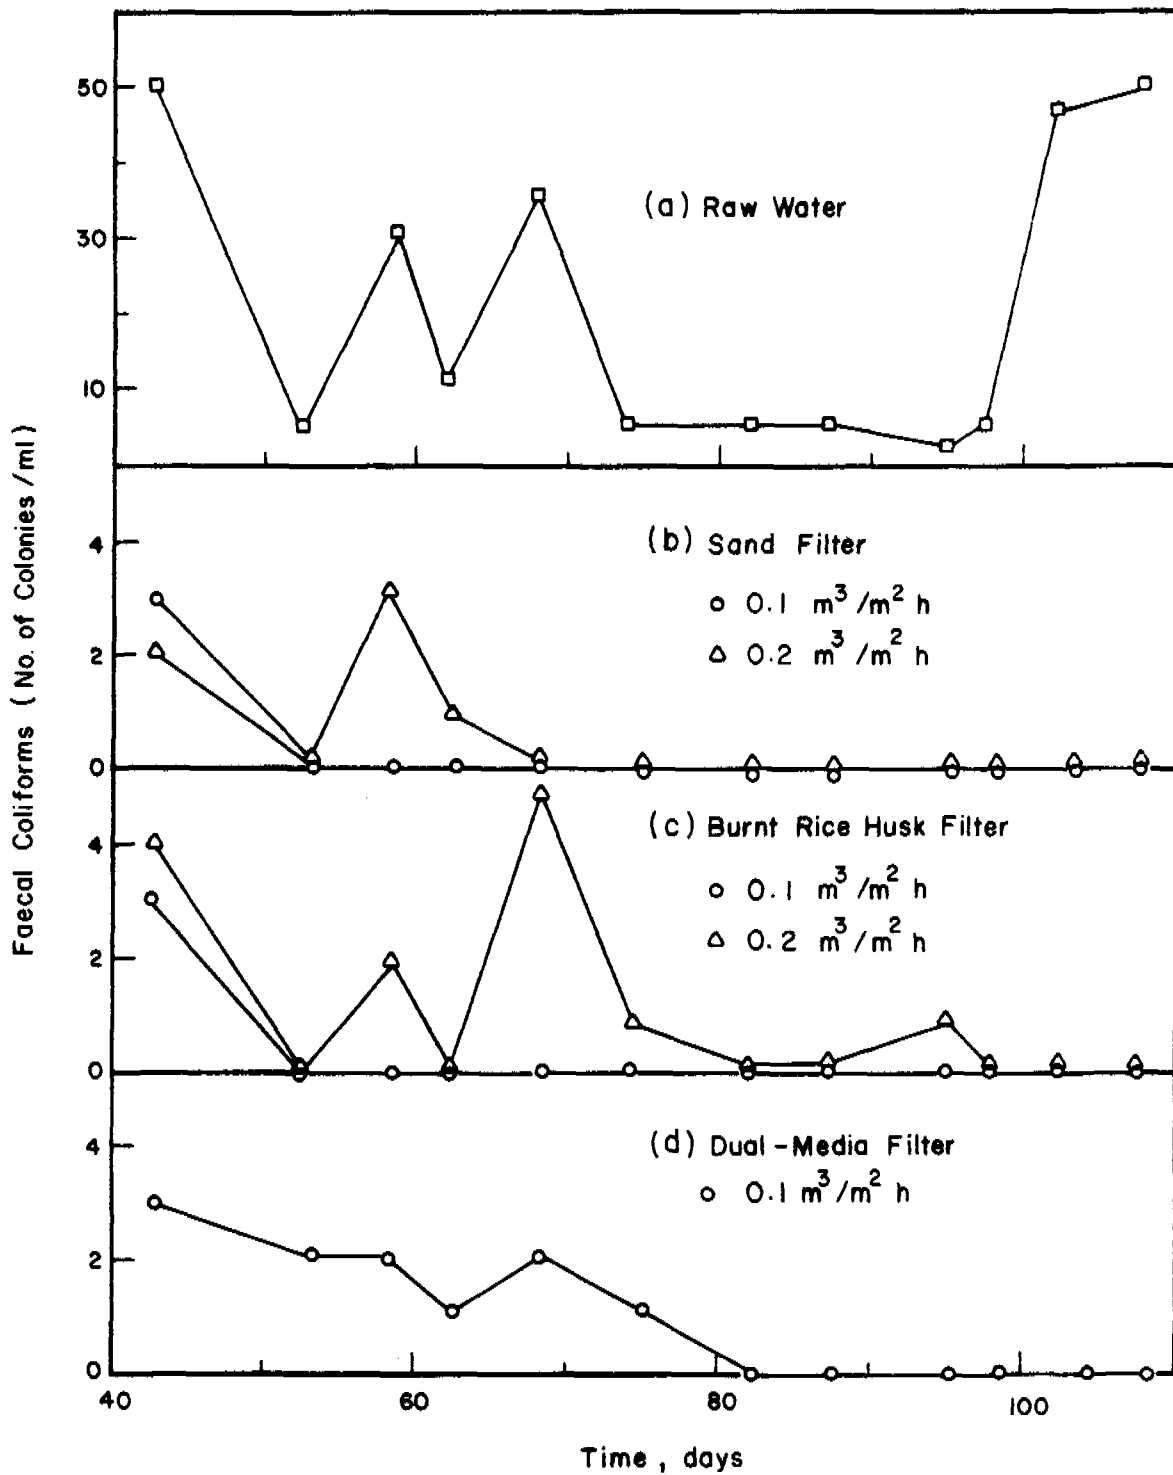 Faecal Coliforms (No. of Colonies/ml)
50
30
10
(a) Raw Water
4
2
0
(b) Sand Filter
0.1 m³/m² h
0.2 m³/m² h
4
2
0
(c) Burnt Rice Husk Filter
0.1 m³/m² h
0.2 m³/m² h
4
2
0
(d) Dual-Media Filter
0.1 m³/m² h
40 60 80 100
Time, days